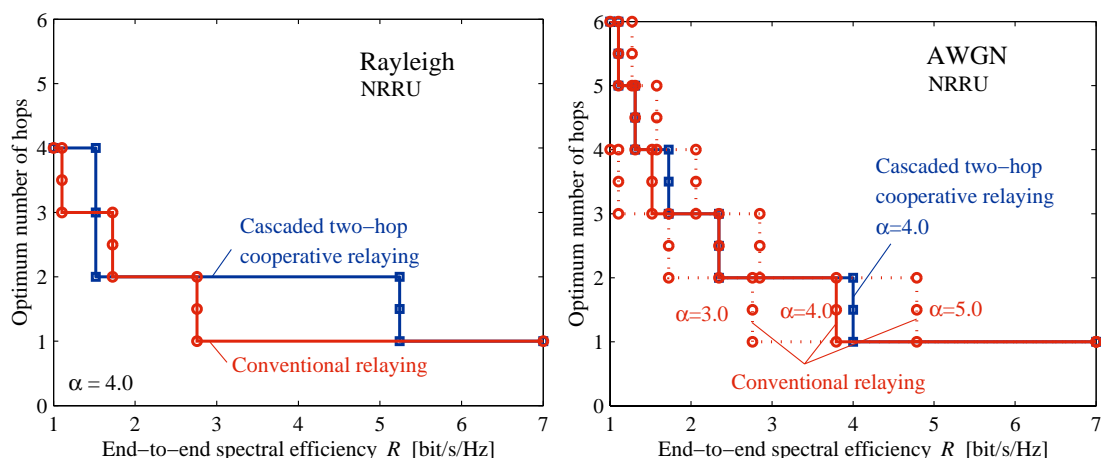 Rayleigh
NRRU
Optimum number of hops
6
5
4
3
2
1
0
Cascaded two−hop
cooperative relaying
Conventional relaying
α = 4.0
1 2 3 4 5 6 7
End−to−end spectral efficiency R [bit/s/Hz]
AWGN
NRRU
Optimum number of hops
6
5
4
3
2
1
0
Cascaded two−hop
cooperative relaying
α=4.0
α=3.0 α=4.0 α=5.0
Conventional relaying
1 2 3 4 5 6 7
End−to−end spectral efficiency R [bit/s/Hz]